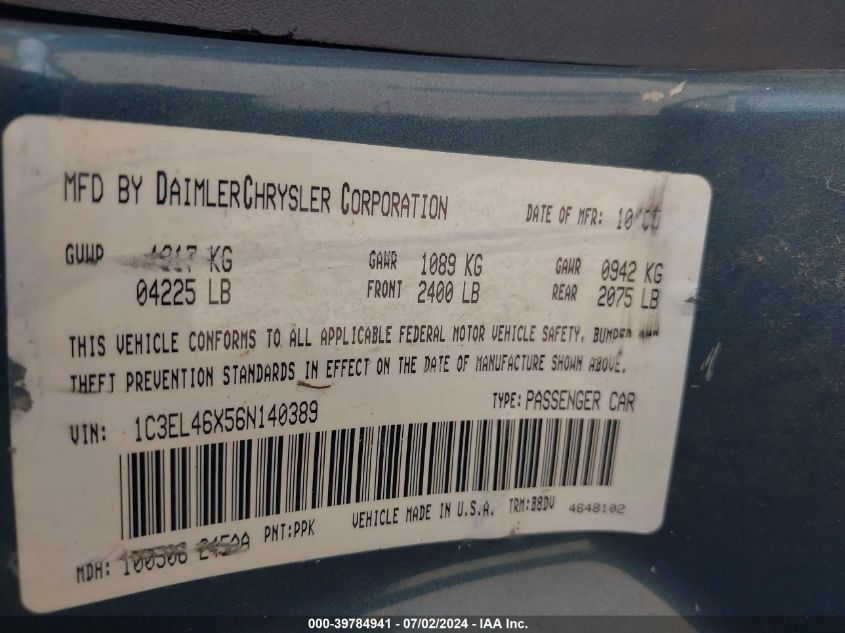 MFD BY DAIMLERCHRYSLER CORPORATION
DATE OF MFR:
GVWR KG GAWR 1089 KG GAWR 0942 KG
04225 LB FRONT 2400 LB REAR 2075 LB
THIS VEHICLE CONFORMS TO ALL APPLICABLE FEDERAL MOTOR VEHICLE SAFETY, BUMPER
THEFT PREVENTION STANDARDS IN EFFECT ON THE DATE OF MANUFACTURE SHOWN ABOVE.
VIN: 1C3EL46X56N140389 TYPE: PASSENGER CAR
MDH: PNT:PPK VEHICLE MADE IN U.S.A. TRM:B8DV 4648102
000-39784941 - 07/02/2024 - IAA Inc.